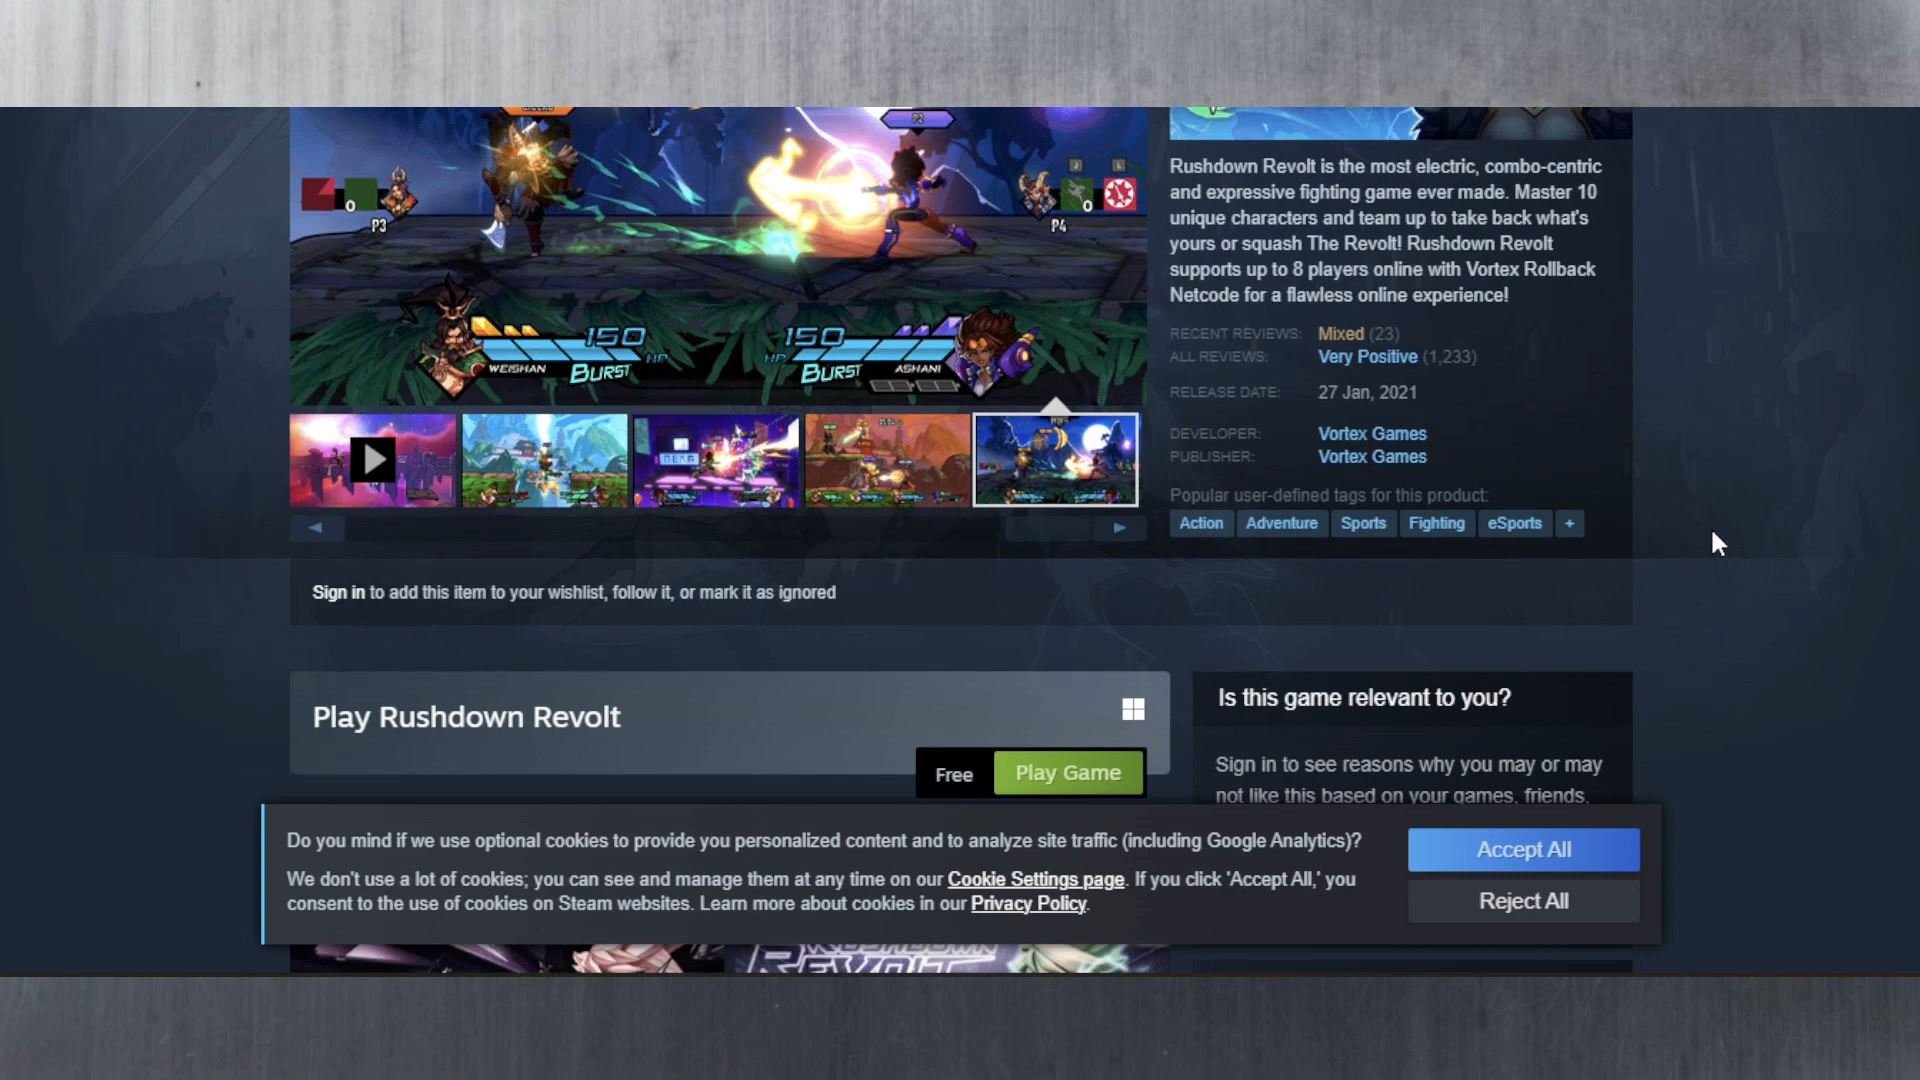 P2
0
P3
J
L
0
P4
150
HP
WEISHAN
BURST
150
HP
BURST
ASHANI
Rushdown Revolt is the most electric, combo-centric
and expressive fighting game ever made. Master 10
unique characters and team up to take back what's
yours or squash The Revolt! Rushdown Revolt
supports up to 8 players online with Vortex Rollback
Netcode for a flawless online experience!
RECENT REVIEWS: Mixed (23)
ALL REVIEWS: Very Positive (1,233)
RELEASE DATE: 27 Jan, 2021
DEVELOPER: Vortex Games
PUBLISHER: Vortex Games
Popular user-defined tags for this product:
Action Adventure Sports Fighting eSports +
Sign in to add this item to your wishlist, follow it, or mark it as ignored
Play Rushdown Revolt
Free Play Game
Is this game relevant to you?
Sign in to see reasons why you may or may
not like this based on your games, friends,
Do you mind if we use optional cookies to provide you personalized content and to analyze site traffic (including Google Analytics)?
We don't use a lot of cookies; you can see and manage them at any time on our Cookie Settings page. If you click 'Accept All,' you
consent to the use of cookies on Steam websites. Learn more about cookies in our Privacy Policy.
Accept All
Reject All
RUSHDOWN
REVOLT